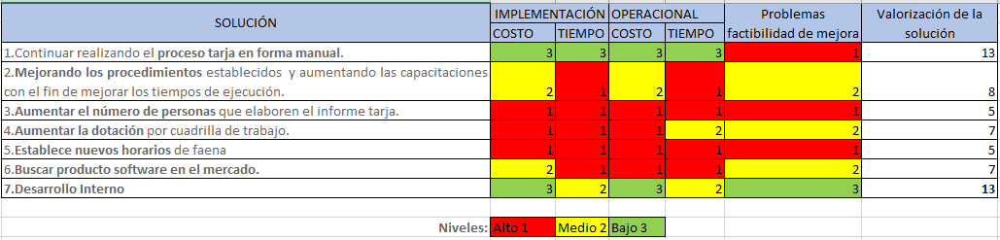 SOLUCIÓN IMPLEMENTACIÓN OPERACIONAL Problemas factibilidad de mejora Valorización de la solución
COSTO TIEMPO COSTO TIEMPO
1.Continuar realizando el proceso tarja en forma manual. 3 3 3 3 1 13
2.Mejorando los procedimientos establecidos y aumentando las capacitaciones
con el fin de mejorar los tiempos de ejecución. 2 1 2 1 2 8
3.Aumentar el número de personas que elaboren el informe tarja. 1 1 1 1 1 5
4.Aumentar la dotación por cuadrilla de trabajo. 1 1 1 2 2 7
5.Establece nuevos horarios de faena 1 1 1 1 1 5
6.Buscar producto software en el mercado. 2 1 1 1 2 7
7.Desarrollo Interno 3 2 3 2 3 13
Niveles: Alto 1 Medio 2 Bajo 3